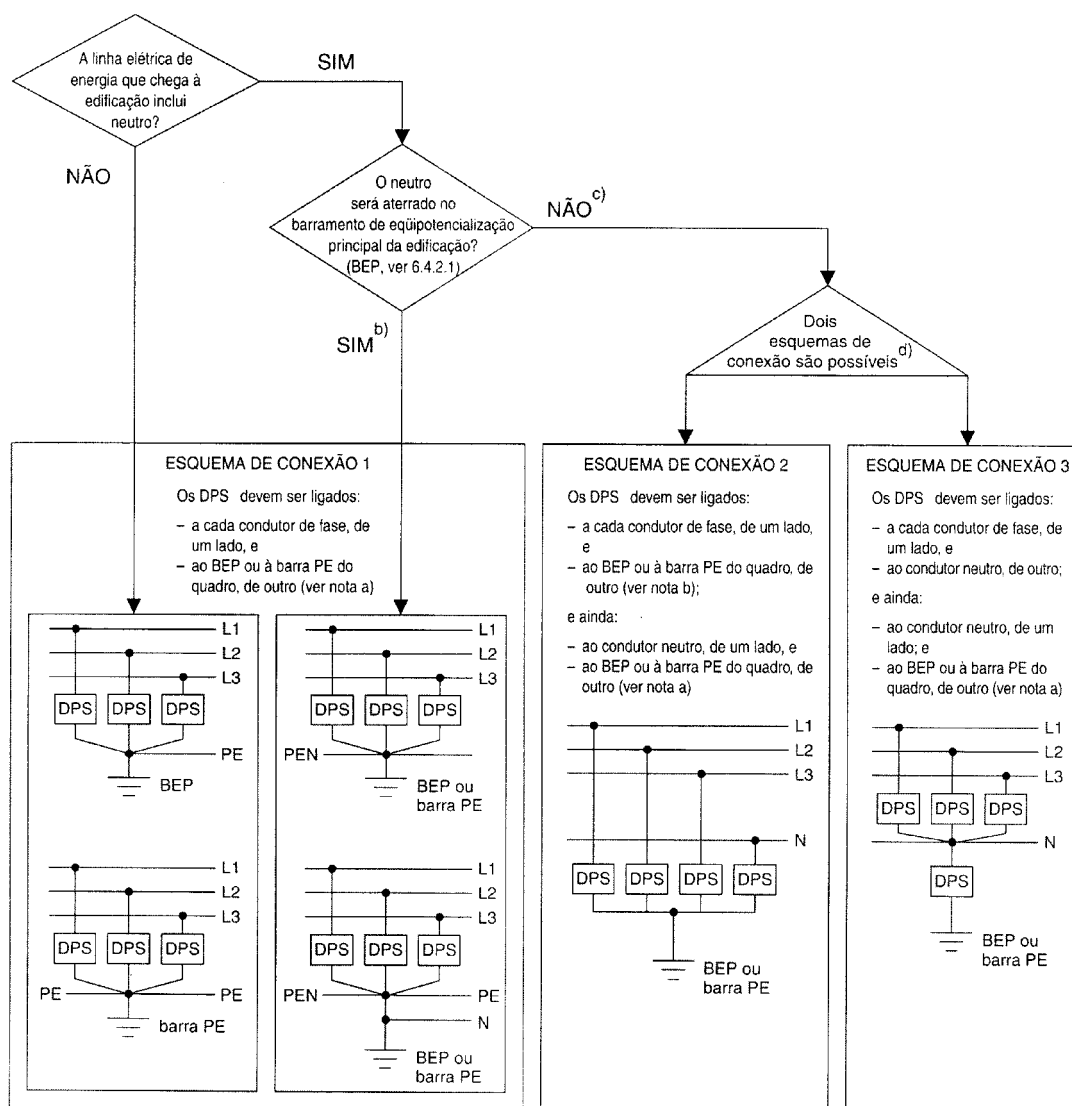 A linha elétrica de
energia que chega à
edificação inclui
neutro?
SIM
NÃO
O neutro
será aterrado no
barramento de eqüipotencialização
principal da edificação?
(BEP, ver 6.4.2.1)
NÃO c)
SIM b)
Dois
esquemas de
conexão são possíveis d)
ESQUEMA DE CONEXÃO 1
Os DPS devem ser ligados:
– a cada condutor de fase, de
um lado, e
– ao BEP ou à barra PE do
quadro, de outro (ver nota a)
L1
L2
L3
DPS DPS DPS
PE
BEP
L1
L2
L3
DPS DPS DPS
PE PE
barra PE
L1
L2
L3
DPS DPS DPS
PEN
BEP ou
barra PE
L1
L2
L3
DPS DPS DPS
PEN PE
N
BEP ou
barra PE
ESQUEMA DE CONEXÃO 2
Os DPS devem ser ligados:
– a cada condutor de fase, de um lado,
e
– ao BEP ou à barra PE do quadro, de
outro (ver nota b);
e ainda:
– ao condutor neutro, de um lado, e
– ao BEP ou à barra PE do quadro, de
outro (ver nota a)
L1
L2
L3
N
DPS DPS DPS DPS
BEP ou
barra PE
ESQUEMA DE CONEXÃO 3
Os DPS devem ser ligados:
– a cada condutor de fase, de
um lado, e
– ao condutor neutro, de outro;
e ainda:
– ao condutor neutro, de um
lado; e
– ao BEP ou à barra PE do
quadro, de outro (ver nota a)
L1
L2
L3
DPS DPS DPS
N
DPS
BEP ou
barra PE